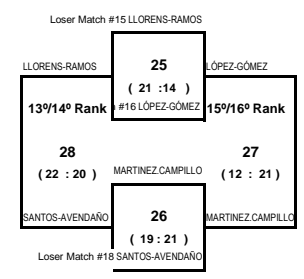 Loser Match #15 LLORENS-RAMOS
25
LLORENS-RAMOS
LÓPEZ-GÓMEZ
( 21 :14 )
13º/14º Rank
#16 LÓPEZ-GÓMEZ
15º/16º Rank
28
27
( 22 : 20 )
MARTINEZ.CAMPILLO
( 12 : 21 )
SANTOS-AVENDAÑO
26
MARTINEZ.CAMPILLO
( 19 : 21 )
Loser Match #18 SANTOS-AVENDAÑO